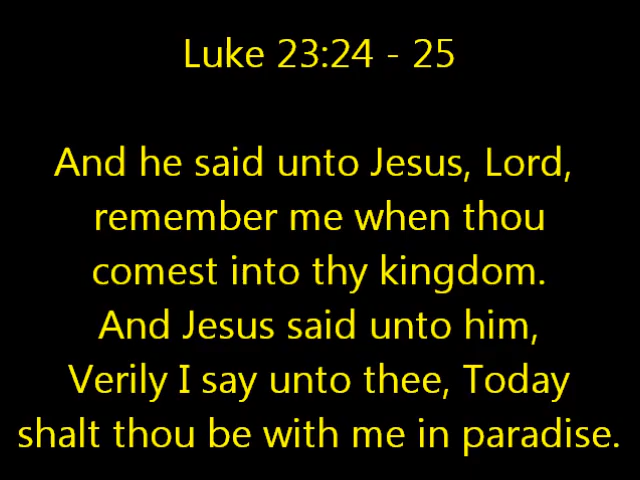 Luke 23:24 - 25
And he said unto Jesus, Lord,
remember me when thou
comest into thy kingdom.
And Jesus said unto him,
Verily I say unto thee, Today
shalt thou be with me in paradise.